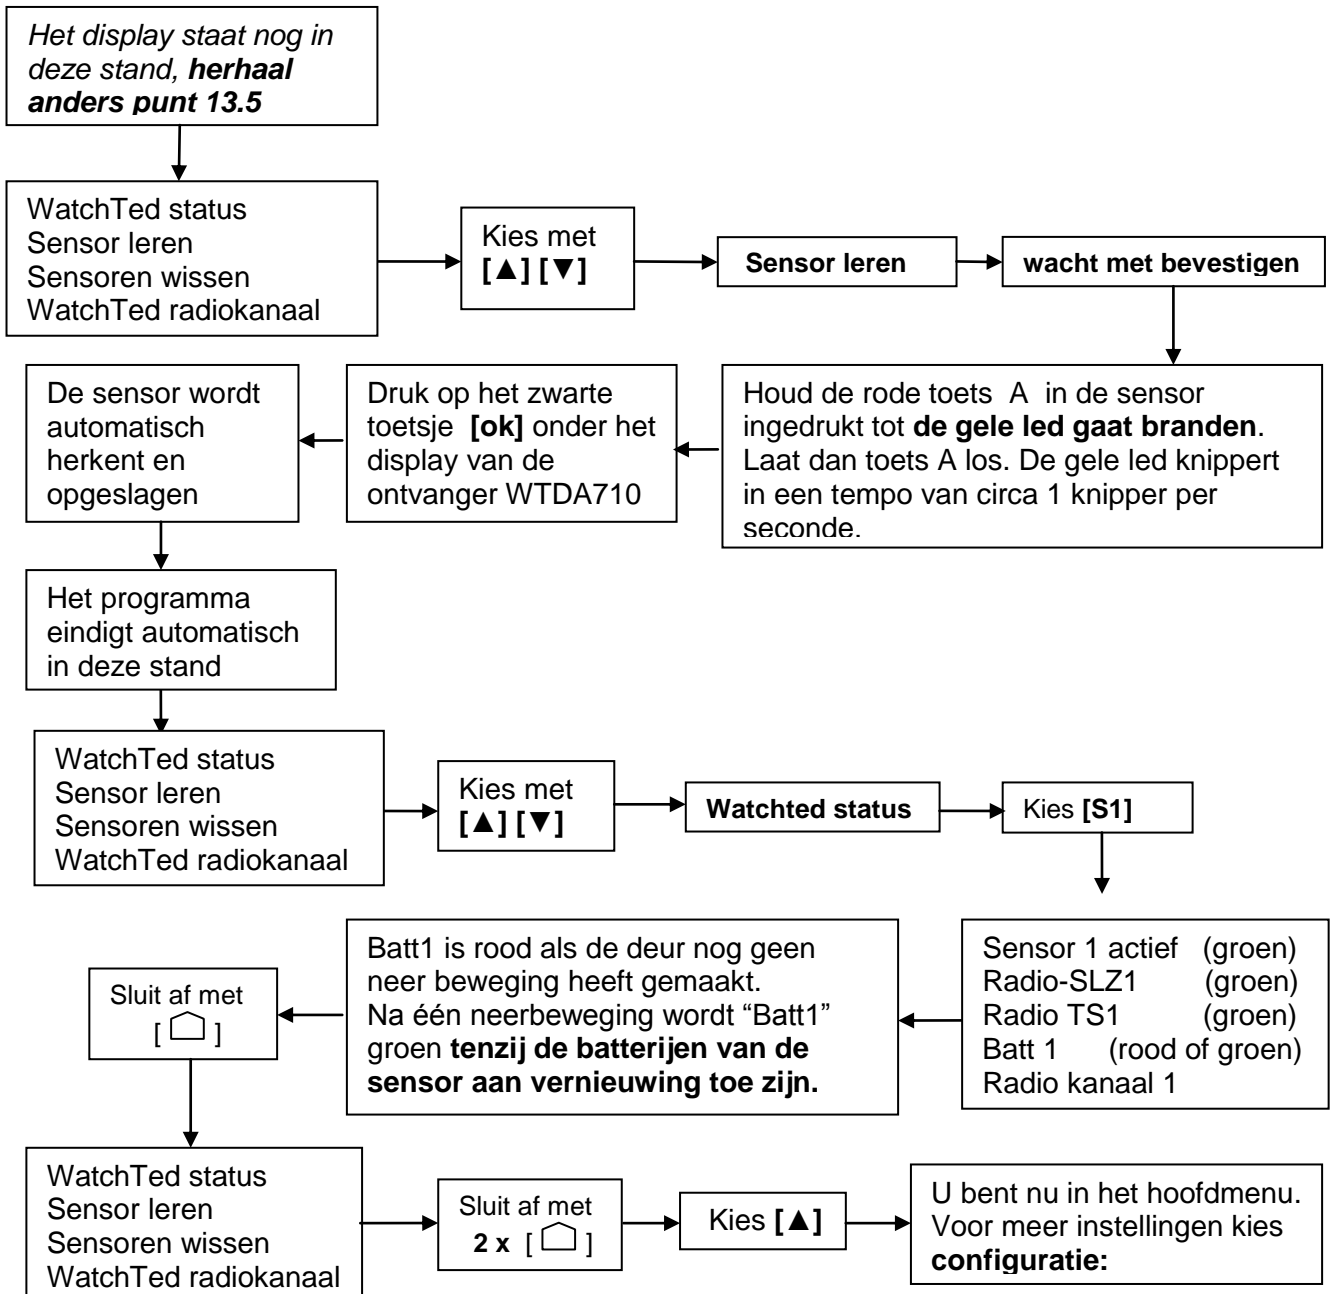 Het display staat nog in
deze stand, herhaal
anders punt 13.5
WatchTed status
Sensor leren
Sensoren wissen
WatchTed radiokanaal
Kies met
[▲] [▼]
Sensor leren
wacht met bevestigen
Houd de rode toets A in de sensor
ingedrukt tot de gele led gaat branden.
Laat dan toets A los. De gele led knippert
in een tempo van circa 1 knipper per
seconde.
Druk op het zwarte
toetsje [ok] onder het
display van de
ontvanger WTDA710
De sensor wordt
automatisch
herkent en
opgeslagen
Het programma
eindigt automatisch
in deze stand
WatchTed status
Sensor leren
Sensoren wissen
WatchTed radiokanaal
Kies met
[▲] [▼]
Watchted status
Kies [S1]
Sensor 1 actief (groen)
Radio-SLZ1 (groen)
Radio TS1 (groen)
Batt 1 (rood of groen)
Radio kanaal 1
Batt1 is rood als de deur nog geen
neer beweging heeft gemaakt.
Na één neerbeweging wordt “Batt1”
groen tenzij de batterijen van de
sensor aan vernieuwing toe zijn.
Sluit af met
[ ]
WatchTed status
Sensor leren
Sensoren wissen
WatchTed radiokanaal
Sluit af met
2 x [ ]
Kies [▲]
U bent nu in het hoofdmenu.
Voor meer instellingen kies
configuratie: